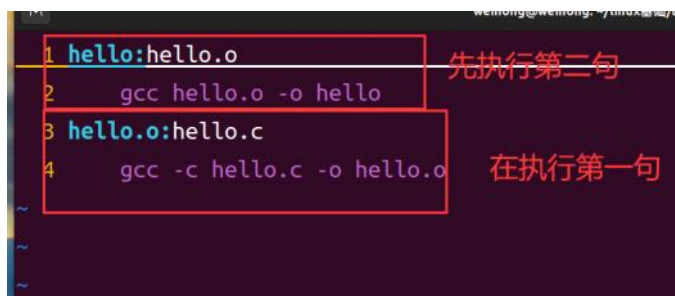 1 hello:hello.o
先执行第二句
2 gcc hello.o -o hello
3 hello.o:hello.c
4 gcc -c hello.c -o hello.o
在执行第一句
~
~
~